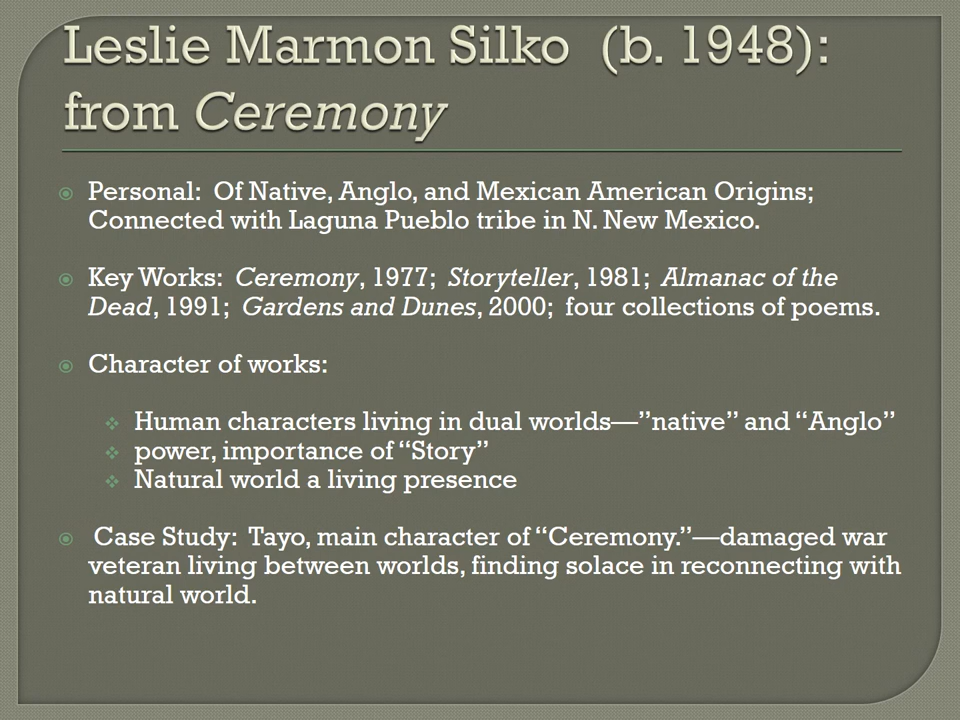 Leslie Marmon Silko  (b. 1948):
from Ceremony
Personal:  Of Native, Anglo, and Mexican American Origins;
Connected with Laguna Pueblo tribe in N. New Mexico.
Key Works:  Ceremony, 1977;  Storyteller, 1981;  Almanac of the
Dead, 1991;  Gardens and Dunes, 2000;  four collections of poems.
Character of works:
Human characters living in dual worlds—”native” and “Anglo”
power, importance of “Story”
Natural world a living presence
Case Study:  Tayo, main character of “Ceremony.”—damaged war
veteran living between worlds, finding solace in reconnecting with
natural world.